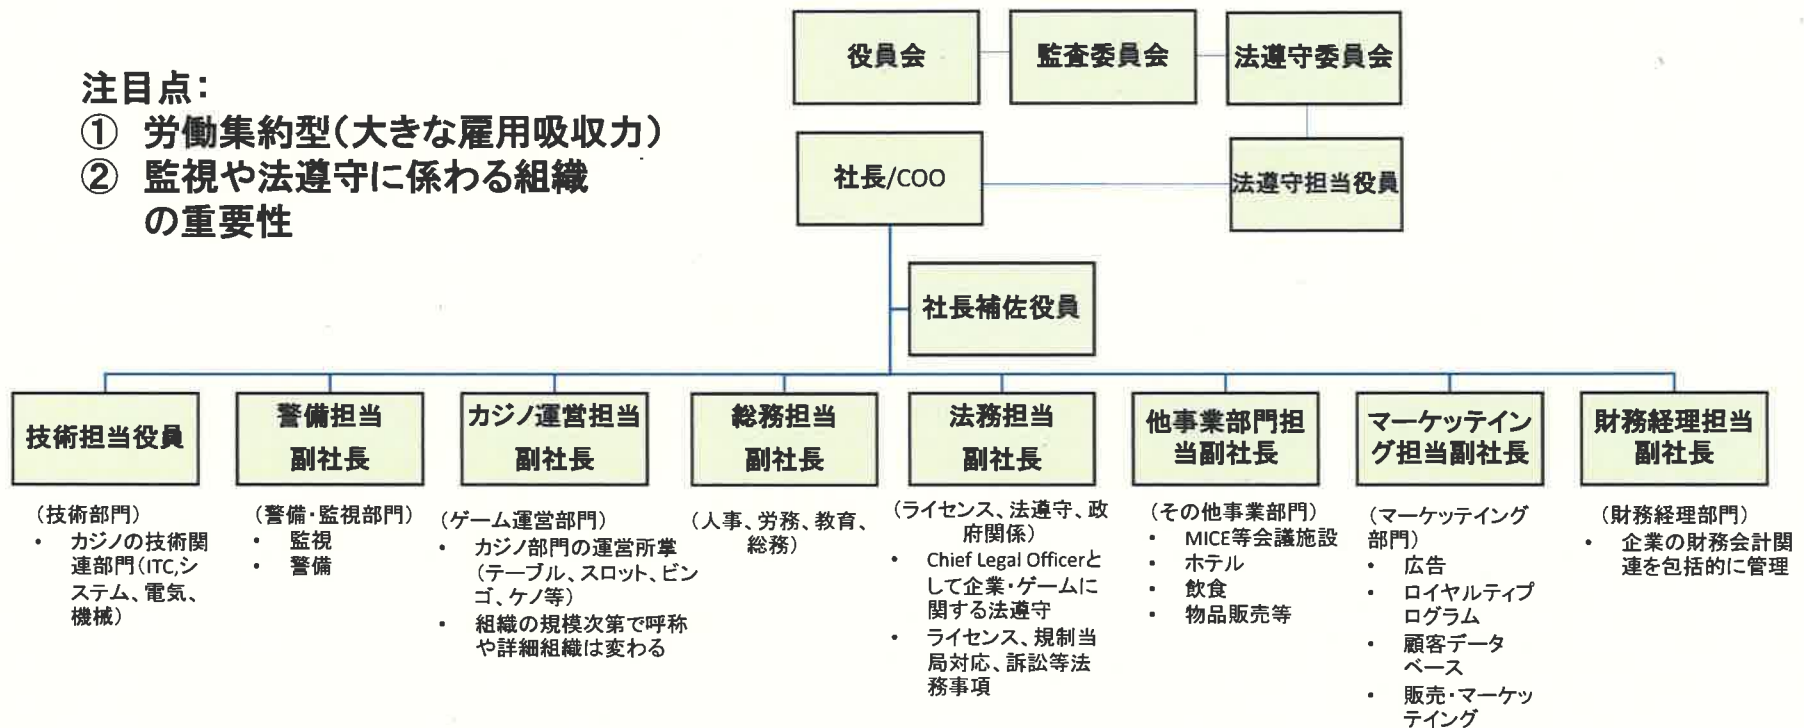 役員会
監査委員会
法遵守委員会
注目点:
① 労働集約型(大きな雇用吸収力)
② 監視や法遵守に係わる組織
の重要性
社長/COO
法遵守担当役員
社長補佐役員
技術担当役員
警備担当
副社長
カジノ運営担当
副社長
総務担当
副社長
法務担当
副社長
他事業部門担
当副社長
マーケッテイン
グ担当副社長
財務経理担当
副社長
(技術部門)
• カジノの技術関
連部門(ITC,シ
ステム、電気、
機械)
(警備・監視部門)
• 監視
• 警備
(ゲーム運営部門)
• カジノ部門の運営所掌
(テーブル、スロット、ビン
ゴ、ケノ等)
• 組織の規模次第で呼称
や詳細組織は変わる
(人事、労務、教育、
総務)
(ライセンス、法遵守、政
府関係)
• Chief Legal Officerと
して企業・ゲームに
関する法遵守
• ライセンス、規制当
局対応、訴訟等法
務事項
(その他事業部門)
• MICE等会議施設
• ホテル
• 飲食
• 物品販売等
(マーケッテイング
部門)
• 広告
• ロイヤルティプ
ログラム
• 顧客データ
ベース
• 販売・マーケッ
テイング
(財務経理部門)
• 企業の財務会計関
連を包括的に管理